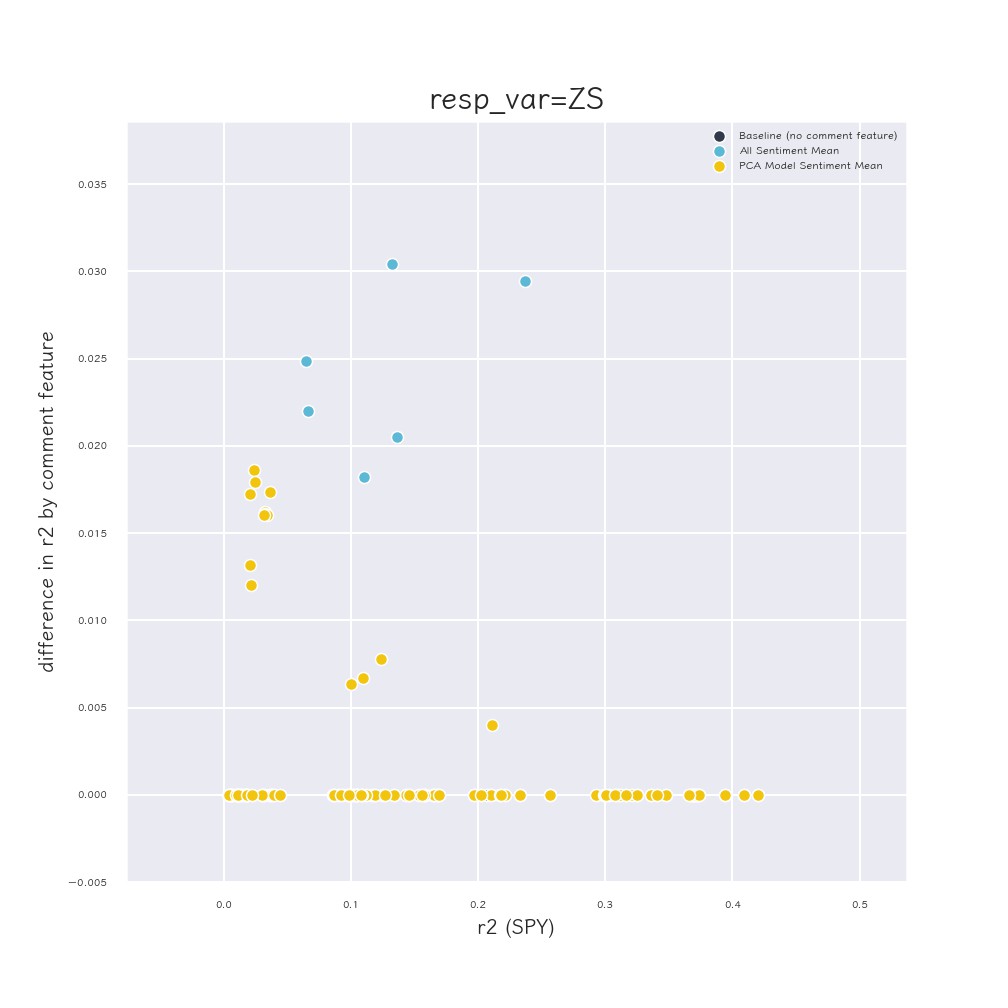 resp_var=ZS
Baseline (no comment feature)
All Sentiment Mean
PCA Model Sentiment Mean
difference in r2 by comment feature
0.035
0.030
0.025
0.020
0.015
0.010
0.005
0.000
−0.005
0.0 0.1 0.2 0.3 0.4 0.5
r2 (SPY)